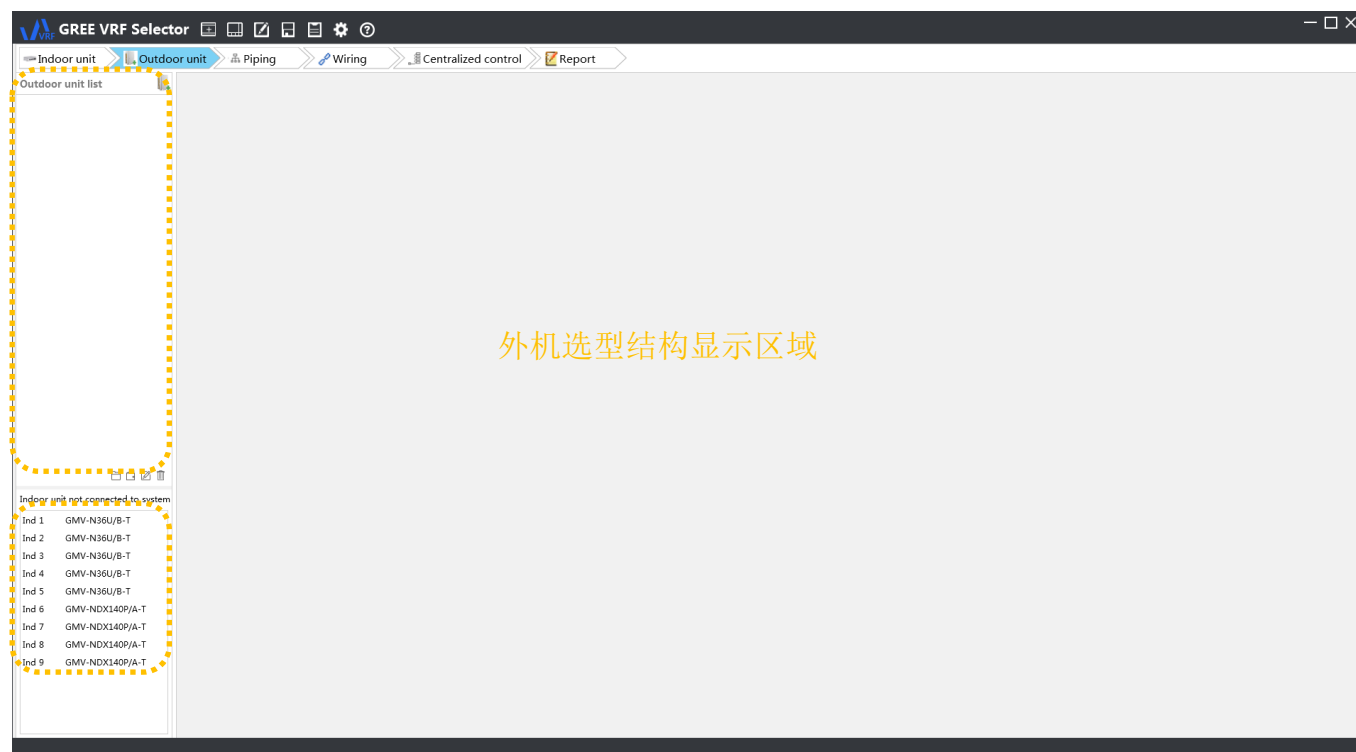 VRF GREE VRF Selector
Indoor unit Outdoor unit Piping Wiring Centralized control Report
Outdoor unit list
外机选型结构显示区域
Indoor unit not connected to system
Ind 1 GMV-N36U/B-T
Ind 2 GMV-N36U/B-T
Ind 3 GMV-N36U/B-T
Ind 4 GMV-N36U/B-T
Ind 5 GMV-N36U/B-T
Ind 6 GMV-NDX140P/A-T
Ind 7 GMV-NDX140P/A-T
Ind 8 GMV-NDX140P/A-T
Ind 9 GMV-NDX140P/A-T